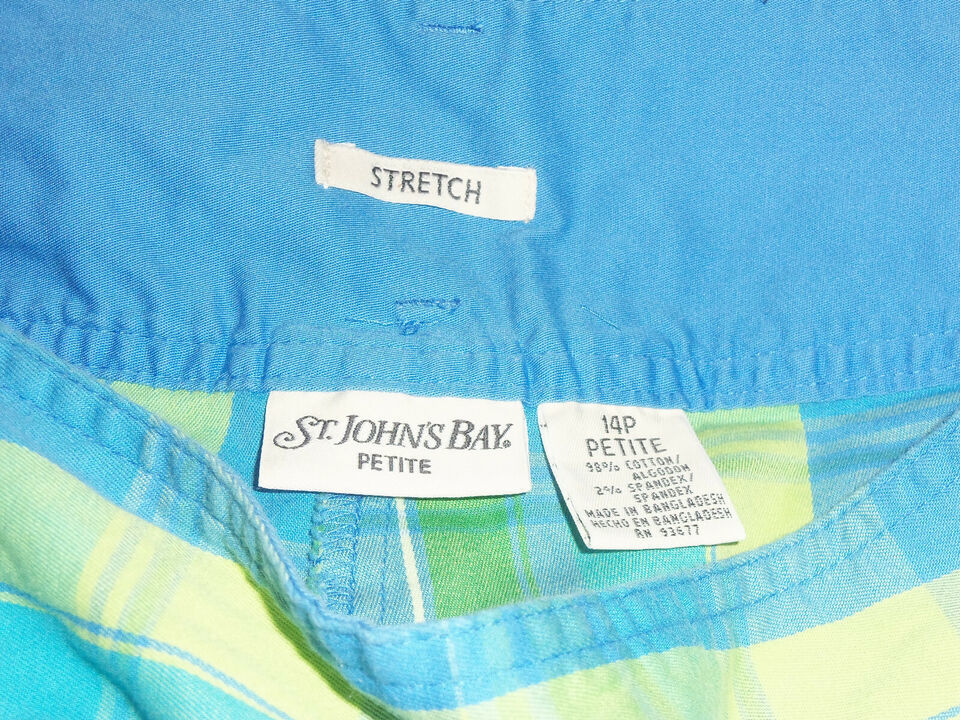 STRETCH
ST. JOHN'S BAY®
PETITE
14P
PETITE
98% COTTON/
ALGODON
2% SPANDEX/
SPANDEX
MADE IN BANGLADESH
HECHO EN BANGLADESH
RN 93677